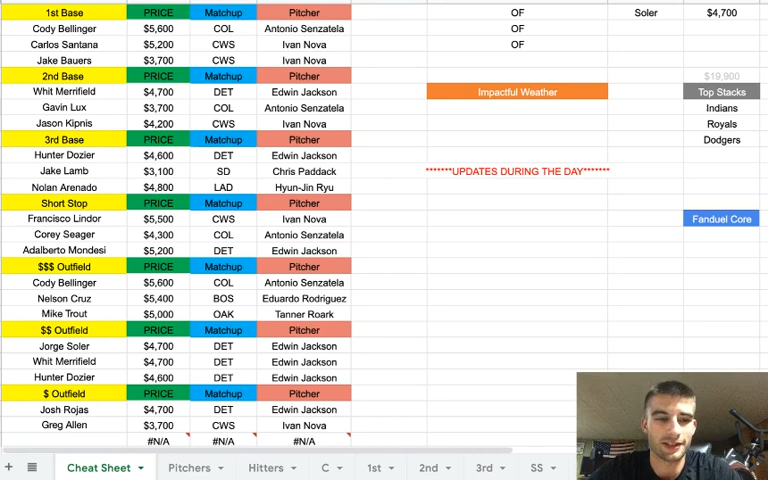 1st Base PRICE Matchup Pitcher OF Soler $4,700
Cody Bellinger $5,600 COL Antonio Senzatela OF
Carlos Santana $5,200 CWS Ivan Nova OF
Jake Bauers $3,700 CWS Ivan Nova
2nd Base PRICE Matchup Pitcher $19,900
Whit Merrifield $4,700 DET Edwin Jackson Impactful Weather Top Stacks
Gavin Lux $3,700 COL Antonio Senzatela Indians
Jason Kipnis $4,200 CWS Ivan Nova Royals
3rd Base PRICE Matchup Pitcher Dodgers
Hunter Dozier $4,600 DET Edwin Jackson
Jake Lamb $3,100 SD Chris Paddack *******UPDATES DURING THE DAY*******
Nolan Arenado $4,800 LAD Hyun-Jin Ryu
Short Stop PRICE Matchup Pitcher
Francisco Lindor $5,500 CWS Ivan Nova Fanduel Core
Corey Seager $4,300 COL Antonio Senzatela
Adalberto Mondesi $5,200 DET Edwin Jackson
$$$ Outfield PRICE Matchup Pitcher
Cody Bellinger $5,600 COL Antonio Senzatela
Nelson Cruz $5,400 BOS Eduardo Rodriguez
Mike Trout $5,000 OAK Tanner Roark
$$ Outfield PRICE Matchup Pitcher
Jorge Soler $4,700 DET Edwin Jackson
Whit Merrifield $4,700 DET Edwin Jackson
Hunter Dozier $4,600 DET Edwin Jackson
$ Outfield PRICE Matchup Pitcher
Josh Rojas $4,700 DET Edwin Jackson
Greg Allen $3,700 CWS Ivan Nova
#N/A #N/A #N/A
+ Cheat Sheet Pitchers Hitters C 1st 2nd 3rd SS